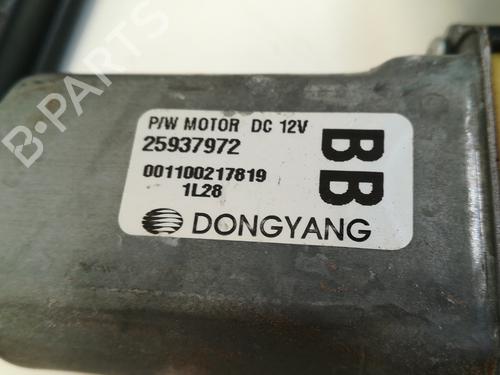 P/W MOTOR DC 12V
25937972
001100217819
1L28
BB
DONGYANG
B-PARTS